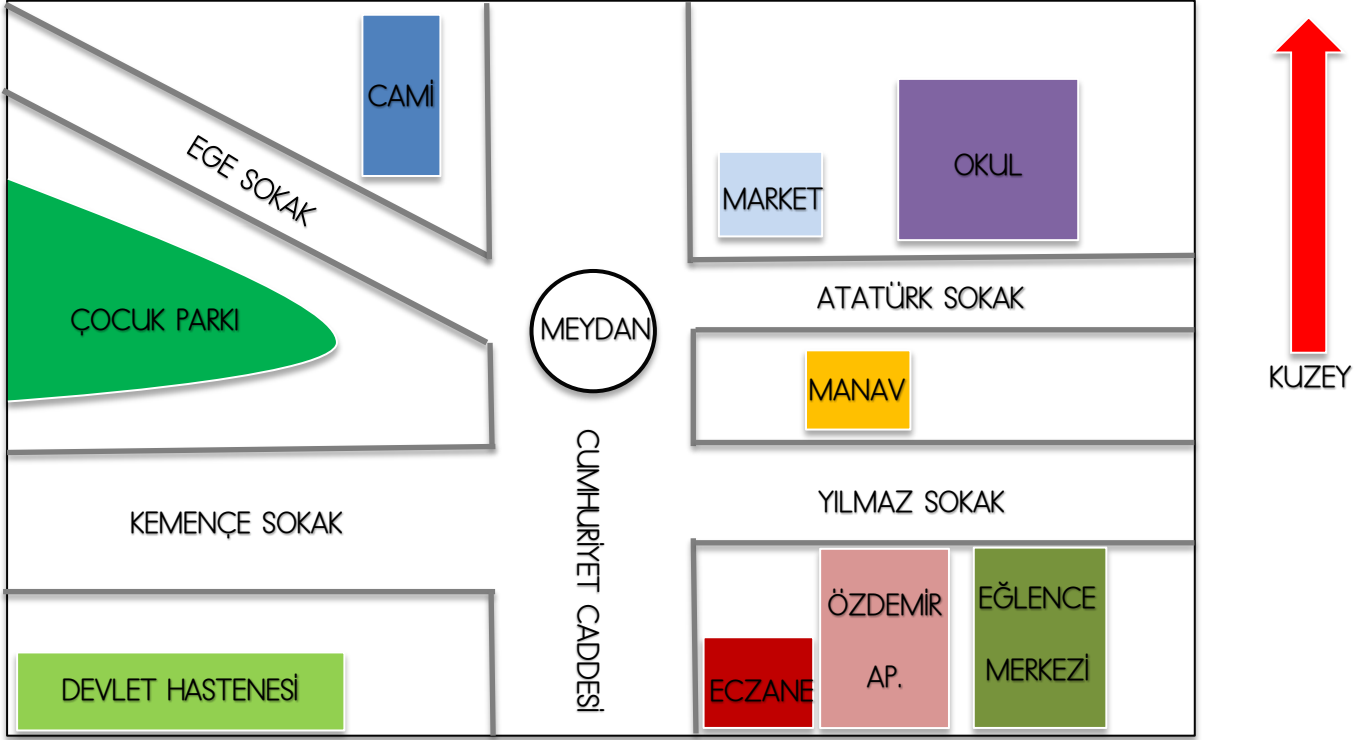 CAMİ
EGE SOKAK
OKUL
MARKET
ÇOCUK PARKI
MEYDAN
ATATÜRK SOKAK
KUZEY
MANAV
CUMHURİYET CADDESİ
KEMENÇE SOKAK
YILMAZ SOKAK
DEVLET HASTENESİ
ECZANE
ÖZDEMİR
AP.
EĞLENCE
MERKEZİ